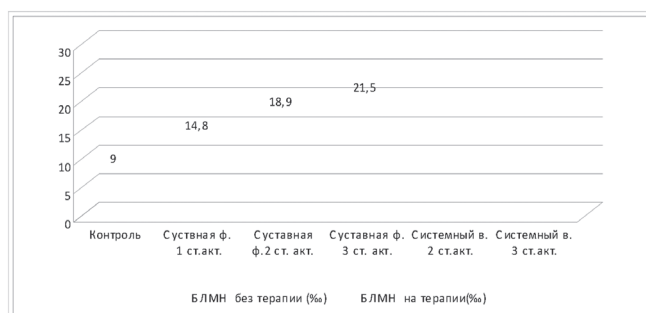 30
25
20
15
10
5
0
9
14,8
18,9
21,5
Контроль
Суствная ф.
1 ст.акт.
Суставная
ф.2 ст. акт.
Суставная ф.
3 ст. акт.
Системный в.
2 ст.акт.
Системный в.
3 ст.акт.
БЛМН без терапии (‰)
БЛМН на терапии(‰)